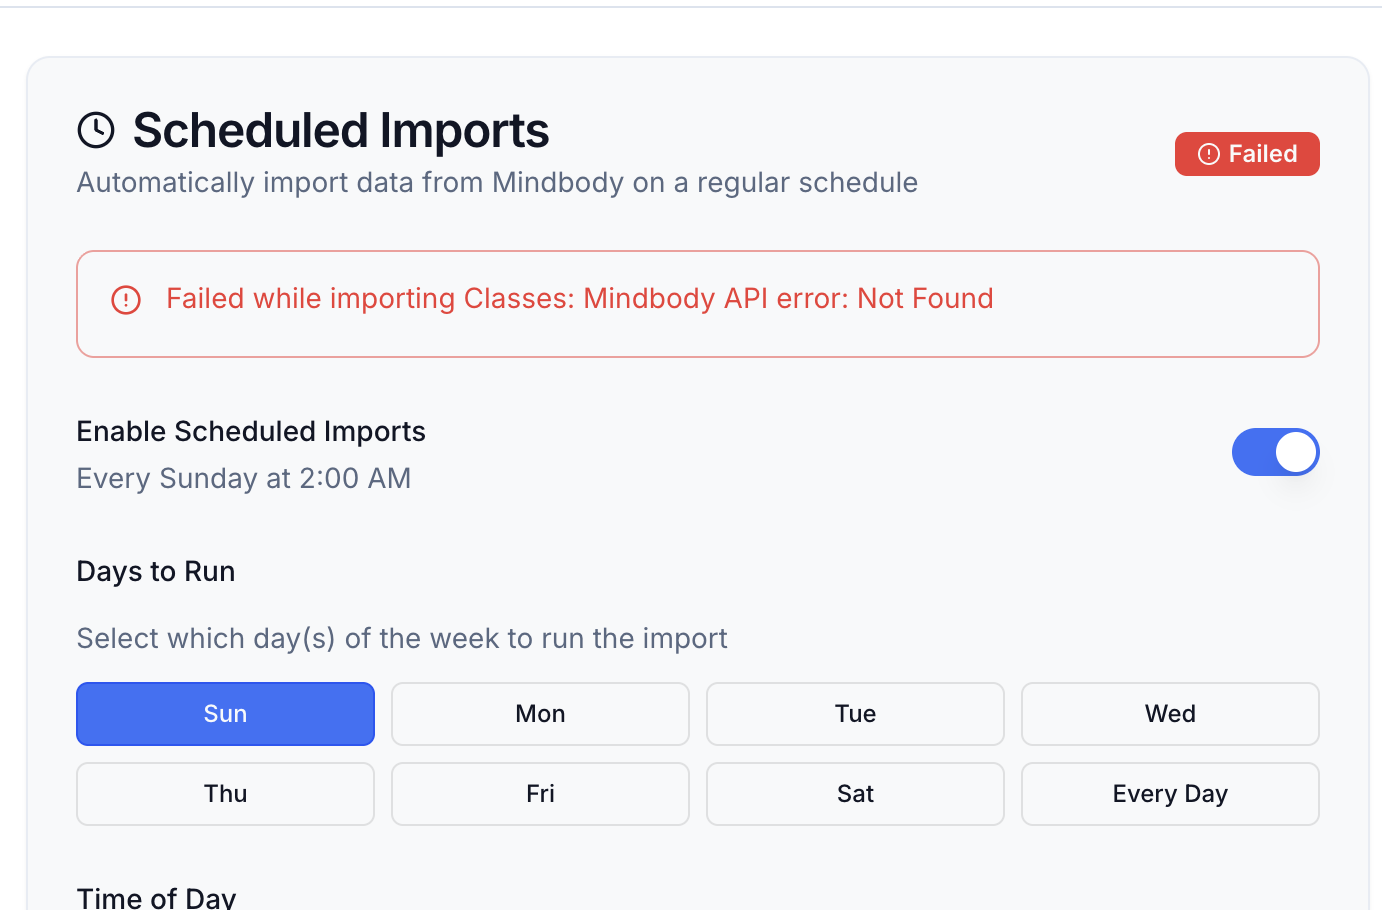 Scheduled Imports
Failed
Automatically import data from Mindbody on a regular schedule
Failed while importing Classes: Mindbody API error: Not Found
Enable Scheduled Imports
Every Sunday at 2:00 AM
Days to Run
Select which day(s) of the week to run the import
Sun
Mon
Tue
Wed
Thu
Fri
Sat
Every Day
Time of Day